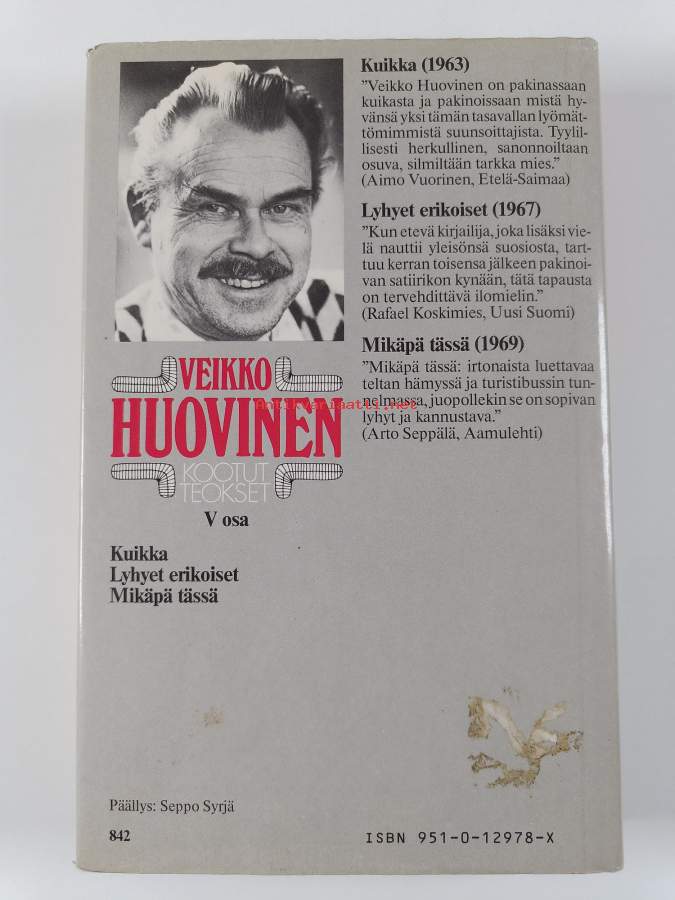 Kuikka (1963)
"Veikko Huovinen on pakinassaan
kuikasta ja pakinoissaan mistä hy-
vänsä yksi tämän tasavallan lyömät-
tömimmistä suunsoittajista. Tyylil-
lisesti herkullinen, sanonnoiltaan
osuva, silmiltään tarkka mies."
(Aimo Vuorinen, Etelä-Saimaa)
Lyhyet erikoiset (1967)
"Kun etevä kirjailija, joka lisäksi vie-
lä nauttii yleisönsä suosiosta, tart-
tuu kerran toisensa jälkeen pakinoi-
van satiirikon kynään, tätä tapausta
on tervehdittävä ilomielin."
(Rafael Koskimies, Uusi Suomi)
Mikäpä tässä (1969)
"Mikäpä tässä: irtonaista luettavaa
teltan hämyssä ja turistibussin tun-
nelmassa, juopollekin se on sopivan
lyhyt ja kannustava."
(Arto Seppälä, Aamulehti)
VEIKKO
HUOVINEN
KOOTUT
TEOKSET
Antikvariaatti.net
V osa
Kuikka
Lyhyet erikoiset
Mikäpä tässä
Päällys: Seppo Syrjä
842
ISBN 951-0-12978-X